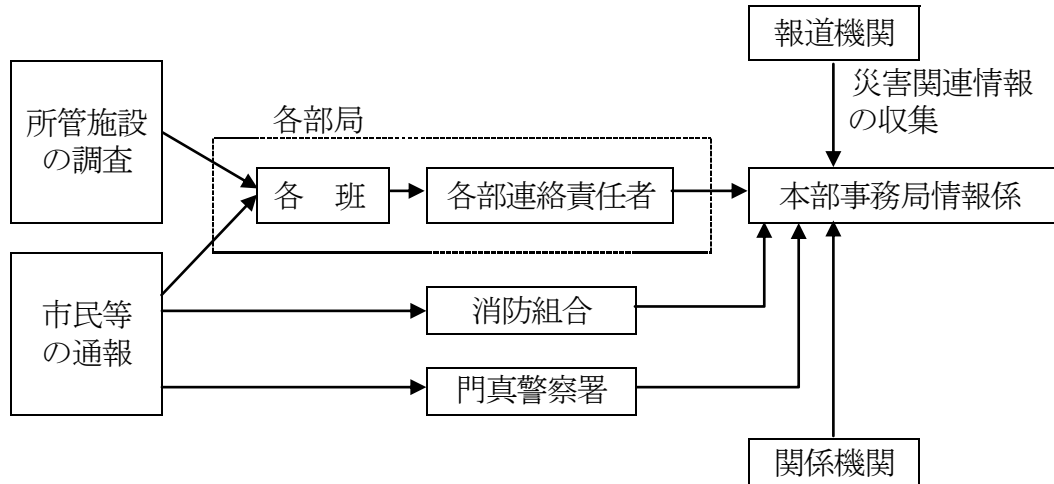 報道機関
災害関連情報
の収集
所管施設
の調査
各部局
各　班
各部連絡責任者
本部事務局情報係
市民等
の通報
消防組合
門真警察署
関係機関